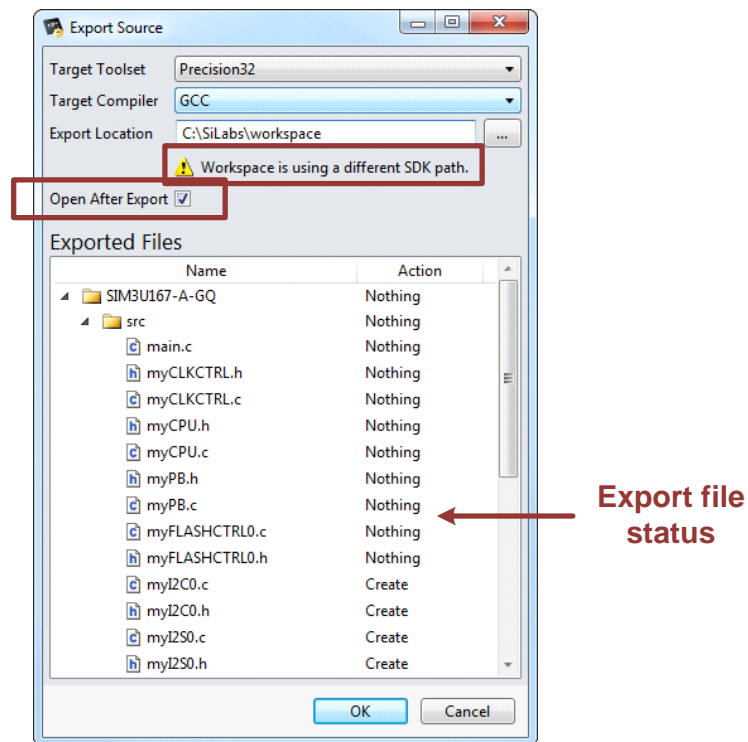 Export Source
Target Toolset Precision32
Target Compiler GCC
Export Location C:\SiLabs\workspace ...
Workspace is using a different SDK path.
Open After Export
Exported Files
Name Action
SIM3U167-A-GQ Nothing
src Nothing
main.c Nothing
myCLKCTRL.h Nothing
myCLKCTRL.c Nothing
myCPU.h Nothing
myCPU.c Nothing
myPB.h Nothing
myPB.c Nothing
myFLASHCTRL0.c Nothing
myFLASHCTRL0.h Nothing
myI2C0.c Create
myI2C0.h Create
myI2S0.c Create
myI2S0.h Create
OK Cancel
Export file
status